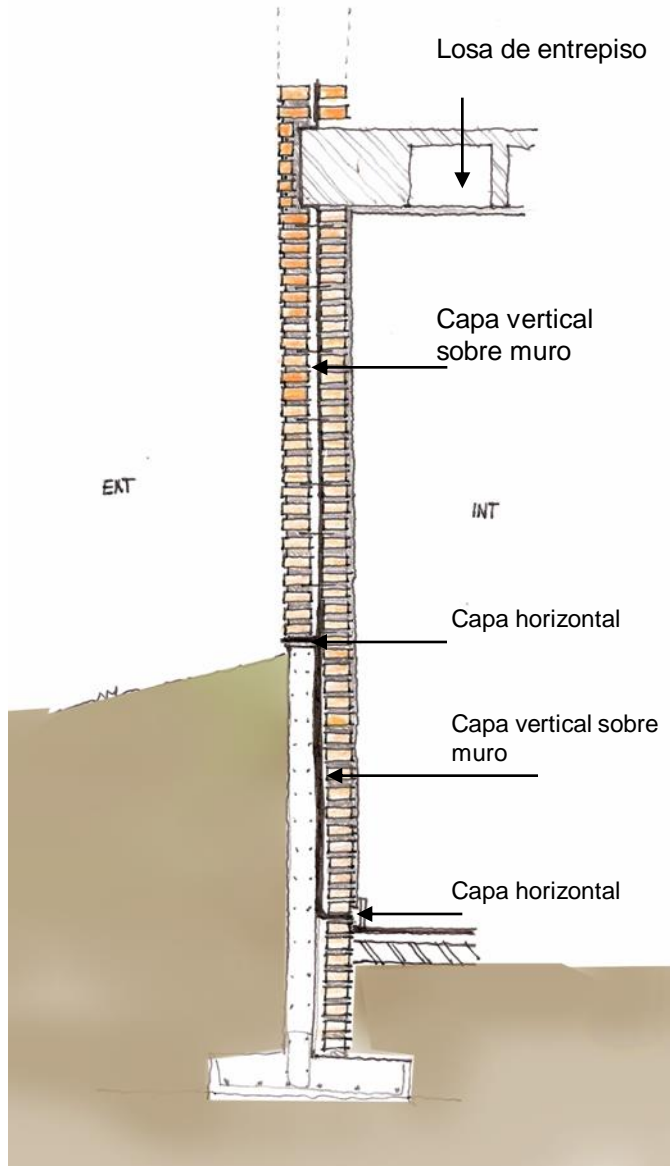 Losa de entrepiso
Capa vertical
sobre muro
EXT
INT
Capa horizontal
Capa vertical sobre
muro
Capa horizontal